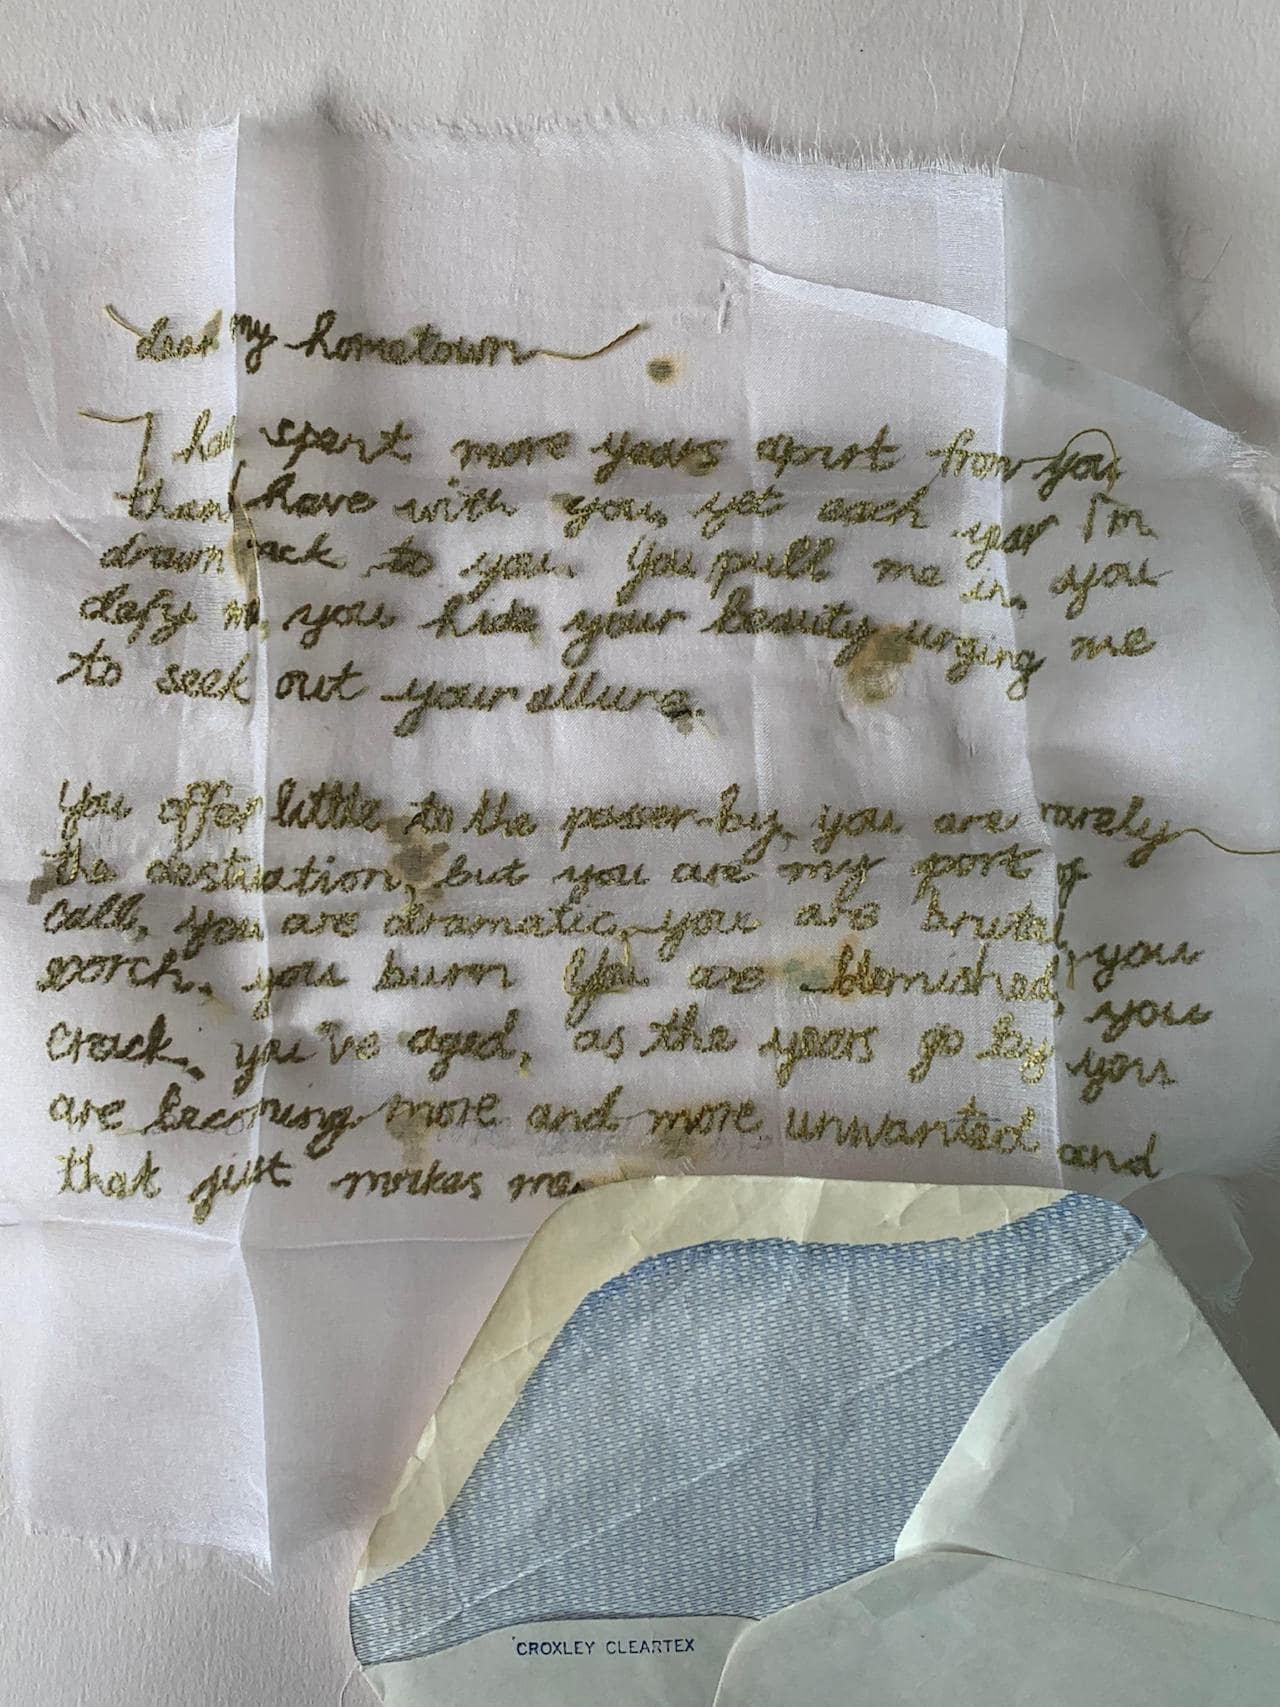 dear my hometown
I have spent more years apart from you,
than I have with you, yet each year I'm
drawn back to you. You pull me in, you
defy me, you hide your beauty urging me
to seek out your allure.
You offer little to the passer-by, you are rarely
the destination, but you are my port of
call, you are dramatic, you are brutal, you
scorch, you burn. You are blemished, you
crack, you've aged, as the years go by you
are becoming more and more unwanted and
that just makes me
CROXLEY CLEARTEX